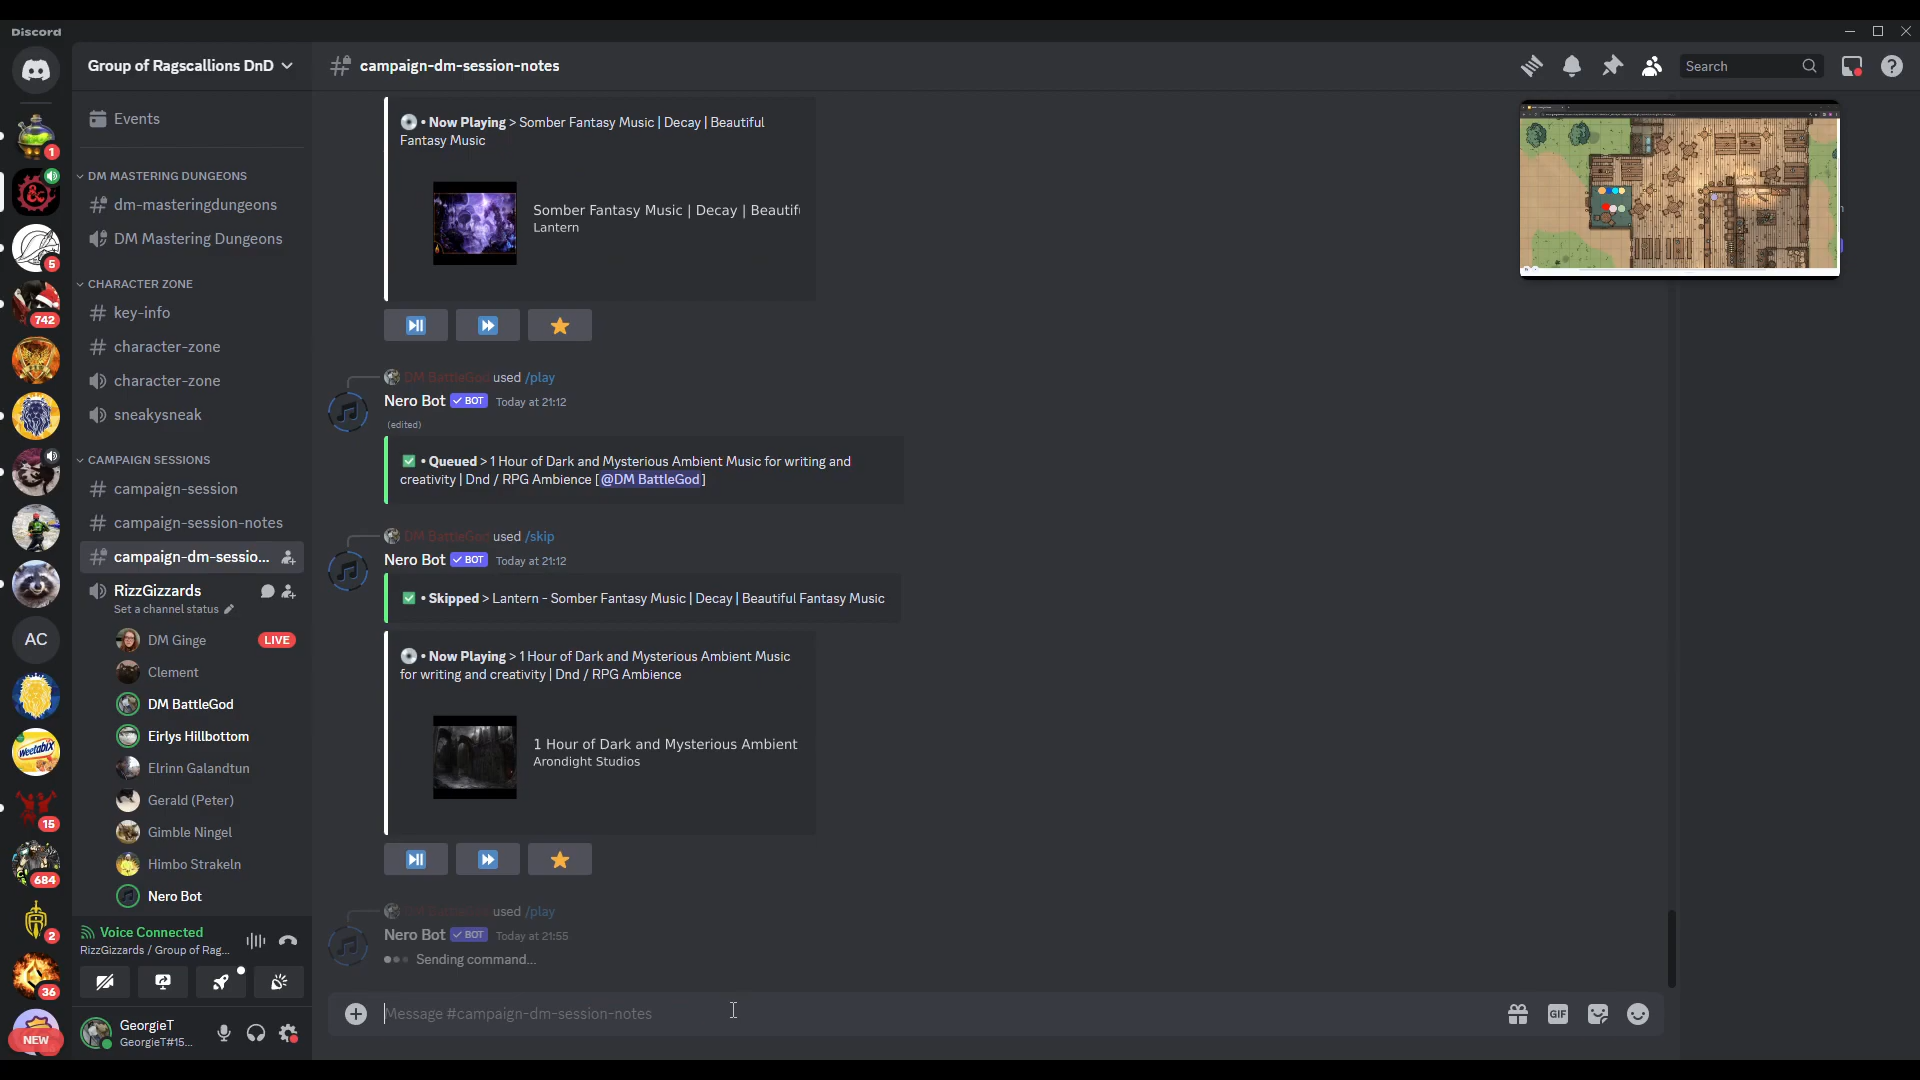 Discord
Group of Ragscallions DnD
Events
DM MASTERING DUNGEONS
dm-masteringdungeons
DM Mastering Dungeons
CHARACTER ZONE
key-info
character-zone
character-zone
sneakysneak
CAMPAIGN SESSIONS
campaign-session
campaign-session-notes
campaign-dm-sessio...
RizzGizzards
Set a channel status
DM Ginge
LIVE
Clement
DM BattleGod
Eirlys Hillbottom
Elrinn Galandtun
Gerald (Peter)
Gimble Ningel
Himbo Strakeln
Nero Bot
Voice Connected
RizzGizzards / Group of Rag...
GeorgieT
GeorgieT#15...
1
5
742
AC
Weetabix
15
684
2
36
NEW
campaign-dm-session-notes
Search
• Now Playing > Somber Fantasy Music | Decay | Beautiful
Fantasy Music
Somber Fantasy Music | Decay | Beautif
Lantern
DM BattleGod used /play
Nero Bot BOT Today at 21:12
(edited)
• Queued > 1 Hour of Dark and Mysterious Ambient Music for writing and
creativity | Dnd / RPG Ambience [@DM BattleGod]
DM BattleGod used /skip
Nero Bot BOT Today at 21:12
• Skipped > Lantern - Somber Fantasy Music | Decay | Beautiful Fantasy Music
• Now Playing > 1 Hour of Dark and Mysterious Ambient Music
for writing and creativity | Dnd / RPG Ambience
1 Hour of Dark and Mysterious Ambient
Arondight Studios
DM BattleGod used /play
Nero Bot BOT Today at 21:55
Sending command...
Message #campaign-dm-session-notes
GIF